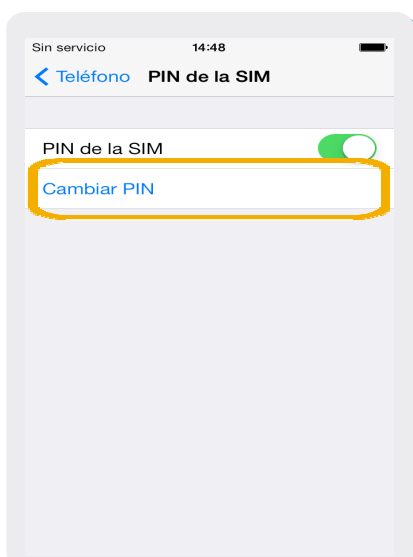 Sin servicio 14:48
Teléfono PIN de la SIM
PIN de la SIM
Cambiar PIN